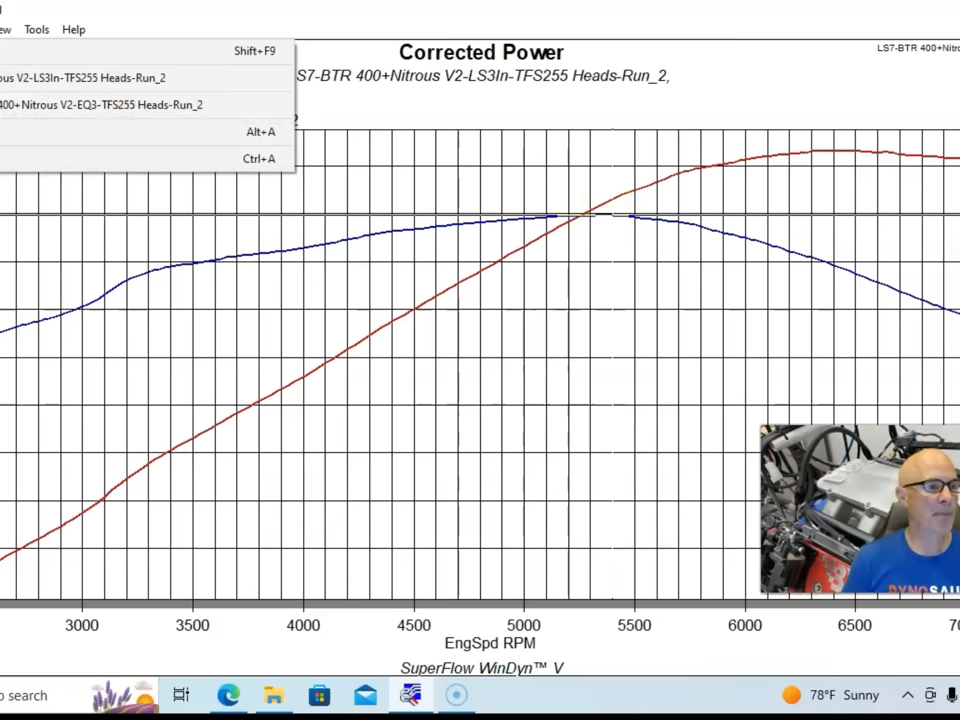 ew Tools Help
Corrected Power
LS7-BTR 400+Nitro
Shift+F9
S7-BTR 400+Nitrous V2-LS3In-TFS255 Heads-Run_2,
ous V2-LS3In-TFS255 Heads-Run_2
400+Nitrous V2-EQ3-TFS255 Heads-Run_2
2
Alt+A
Ctrl+A
DYNOSAU
3000 3500 4000 4500 5000 5500 6000 6500 70
EngSpd RPM
SuperFlow WinDyn™ V
o search
78°F Sunny